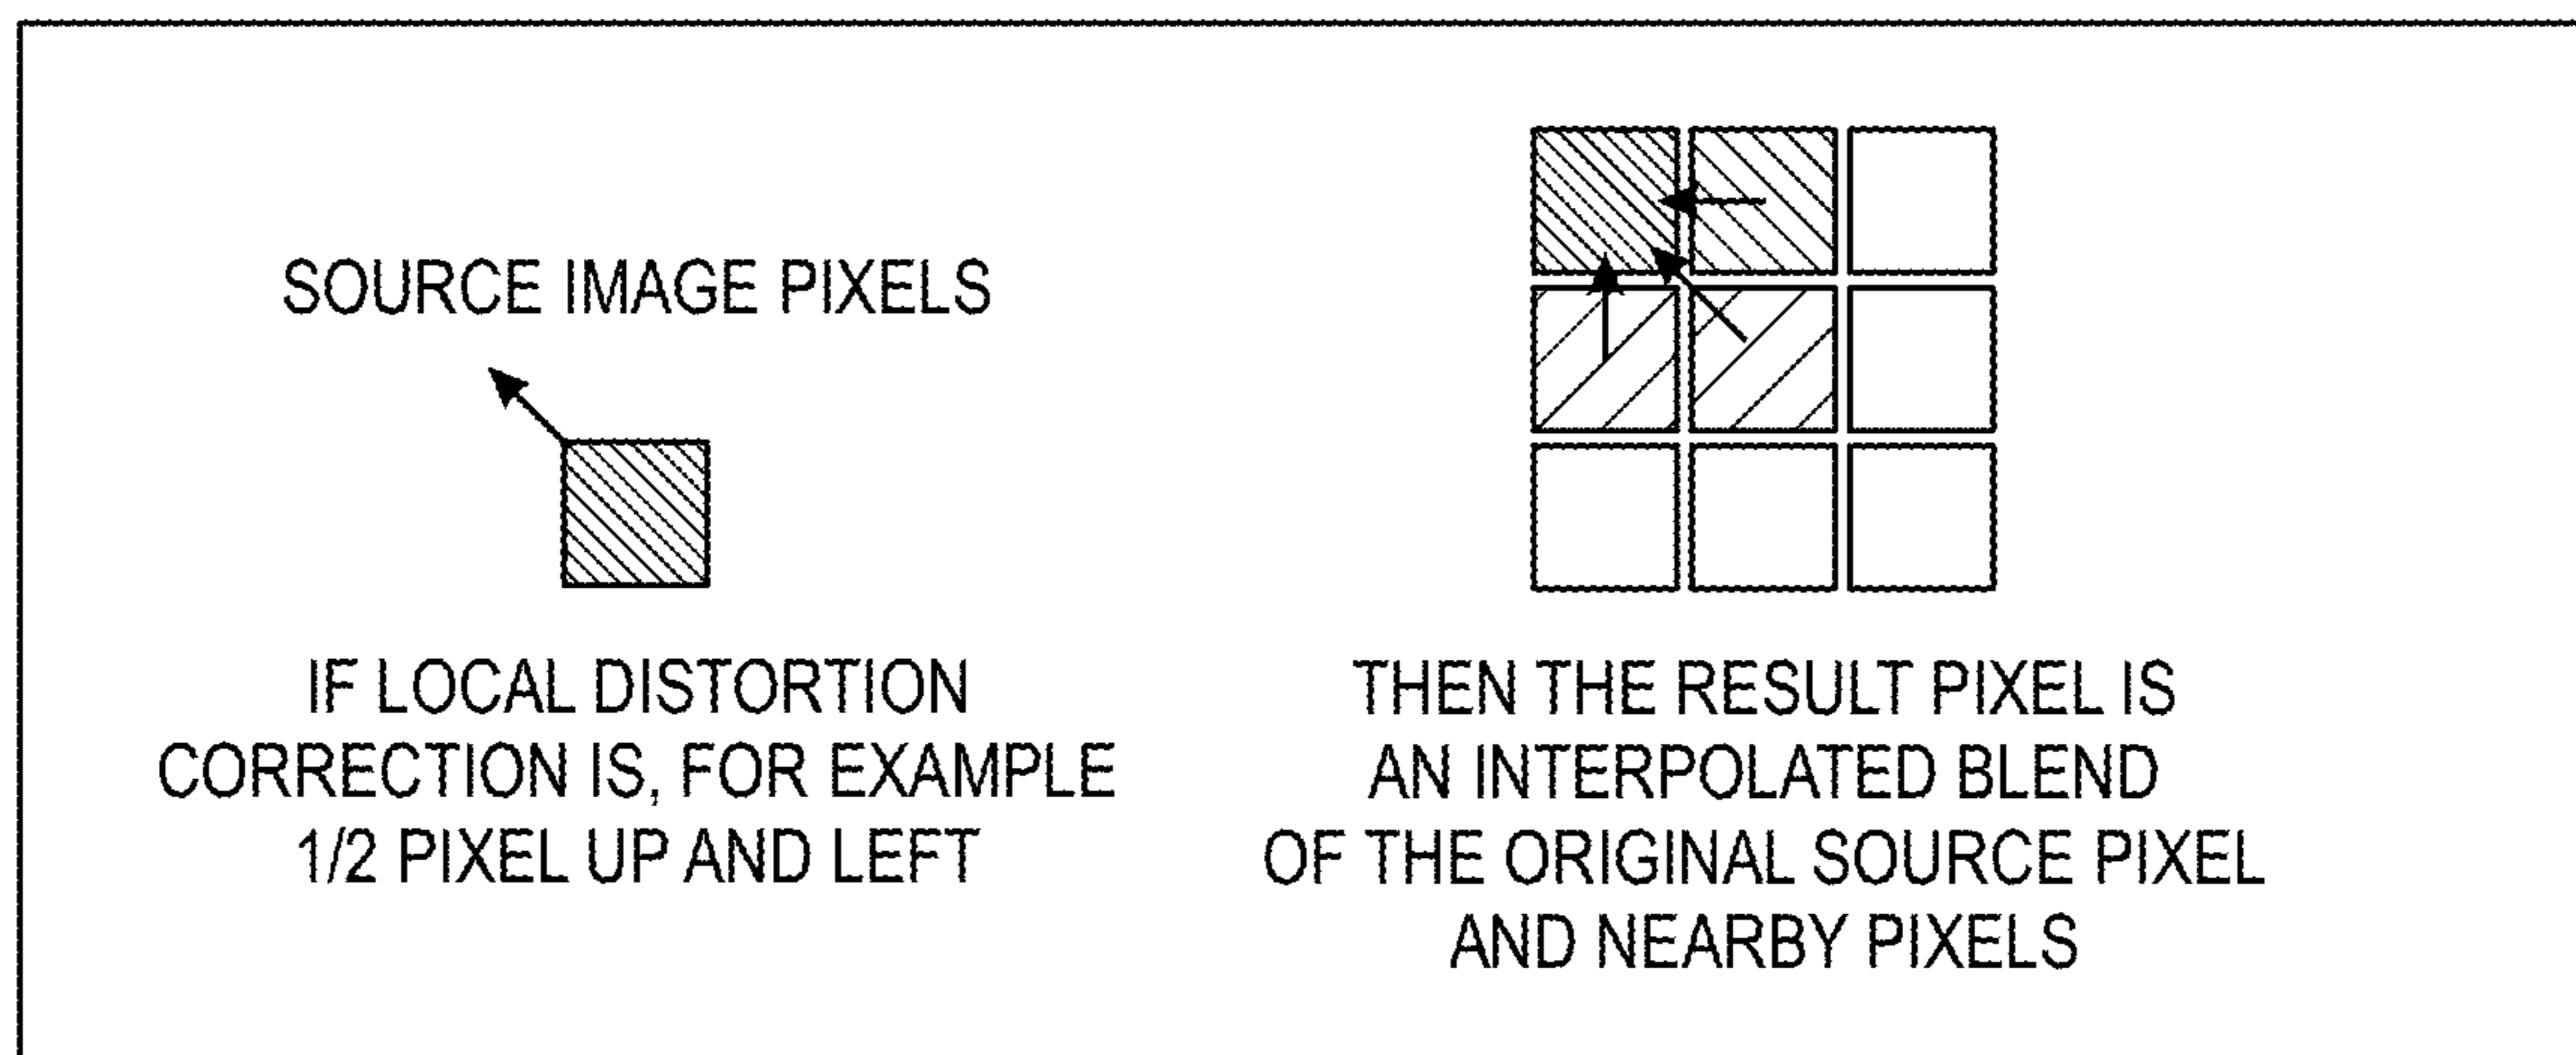 SOURCE IMAGE PIXELS
IF LOCAL DISTORTION
CORRECTION IS, FOR EXAMPLE
1/2 PIXEL UP AND LEFT
THEN THE RESULT PIXEL IS
AN INTERPOLATED BLEND
OF THE ORIGINAL SOURCE PIXEL
AND NEARBY PIXELS